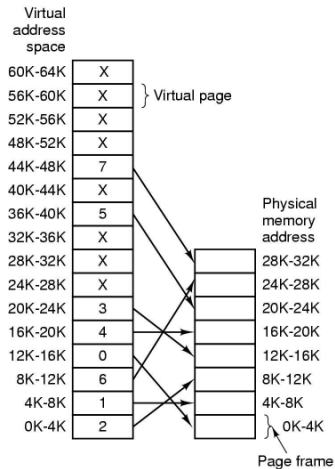 Virtual
address
space
60K-64K X
56K-60K X Virtual page
52K-56K X
48K-52K X
44K-48K 7
40K-44K X
36K-40K 5
32K-36K X
28K-32K X
24K-28K X
20K-24K 3
16K-20K 4
12K-16K 0
8K-12K 6
4K-8K 1
0K-4K 2
Physical
memory
address
28K-32K
24K-28K
20K-24K
16K-20K
12K-16K
8K-12K
4K-8K
0K-4K
Page frame